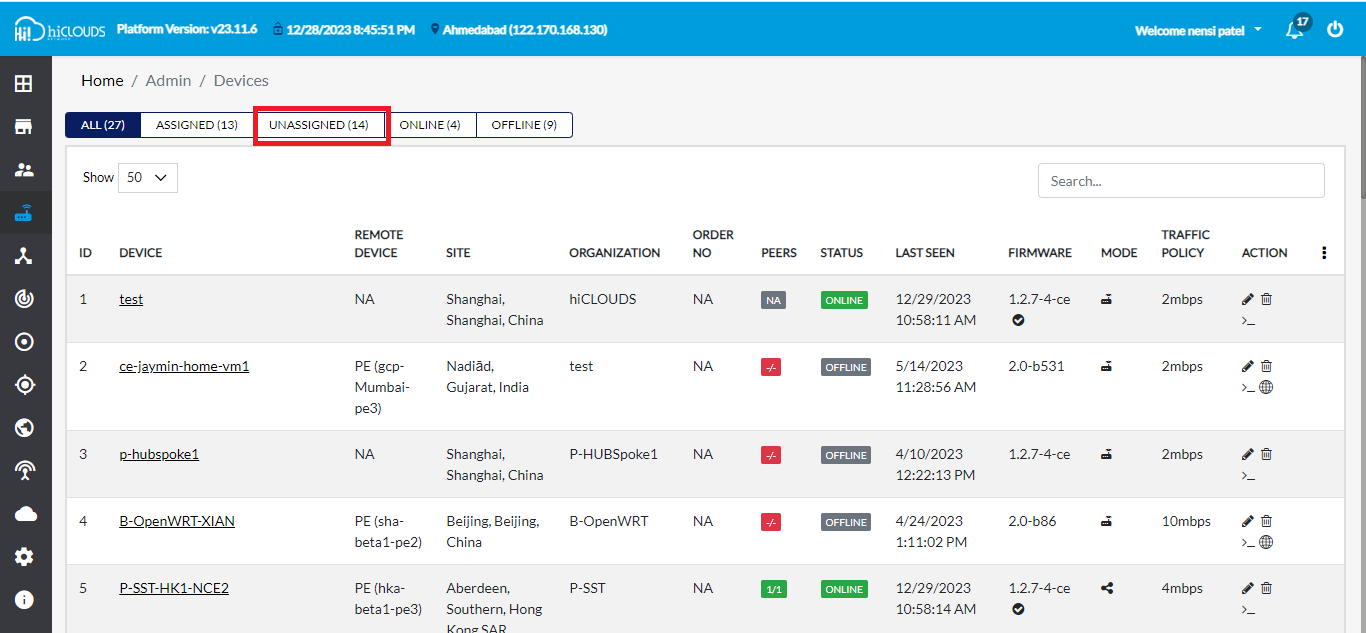 Hi! hiCLOUDS
NETWORK
Platform Version: v23.11.6
12/28/2023 8:45:51 PM
Ahmedabad (122.170.168.130)
Welcome nensi patel
17
Home / Admin / Devices
ALL (27)
ASSIGNED (13)
UNASSIGNED (14)
ONLINE (4)
OFFLINE (9)
Show 50
Search...
ID DEVICE REMOTE DEVICE SITE ORGANIZATION ORDER NO PEERS STATUS LAST SEEN FIRMWARE MODE TRAFFIC POLICY ACTION
1 test NA Shanghai, hiCLOUDS NA NA ONLINE 12/29/2023 1.2.7-4-ce 2mbps
Shanghai, China 10:58:11 AM
2 ce-jaymin-home-vm1 PE (gcp- Nadiād, test NA -/- OFFLINE 5/14/2023 2.0-b531 2mbps
Mumbai- Gujarat, India 11:28:56 AM
pe3)
3 p-hubspoke1 NA Shanghai, P-HUBSpoke1 NA -/- OFFLINE 4/10/2023 1.2.7-4-ce 2mbps
Shanghai, China 12:22:13 PM
4 B-OpenWRT-XIAN PE (sha- Beijing, Beijing, B-OpenWRT NA -/- OFFLINE 4/24/2023 2.0-b86 10mbps
beta1-pe2) China 1:11:02 PM
5 P-SST-HK1-NCE2 PE (hka- Aberdeen, P-SST NA 1/1 ONLINE 12/29/2023 1.2.7-4-ce 4mbps
beta1-pe3) Southern, Hong 10:58:14 AM
Kong SAR